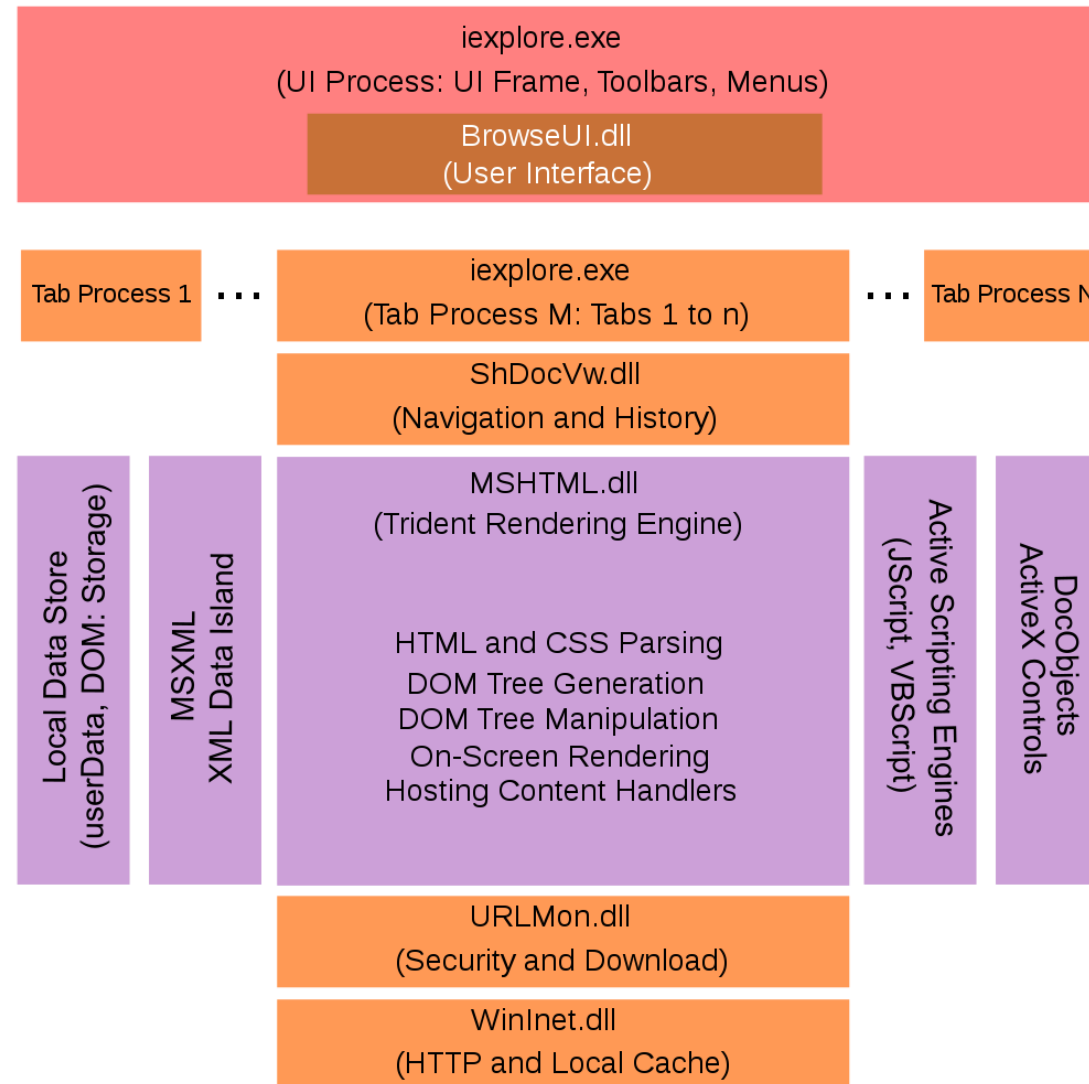 iexplore.exe
(UI Process: UI Frame, Toolbars, Menus)
BrowseUI.dll
(User Interface)
Tab Process 1
...
iexplore.exe
(Tab Process M: Tabs 1 to n)
...
Tab Process N
ShDocVw.dll
(Navigation and History)
Local Data Store
(userData, DOM: Storage)
MSXML
XML Data Island
MSHTML.dll
(Trident Rendering Engine)
HTML and CSS Parsing
DOM Tree Generation
DOM Tree Manipulation
On-Screen Rendering
Hosting Content Handlers
Active Scripting Engines
(JScript, VBScript)
DocObjects
ActiveX Controls
URLMon.dll
(Security and Download)
WinInet.dll
(HTTP and Local Cache)